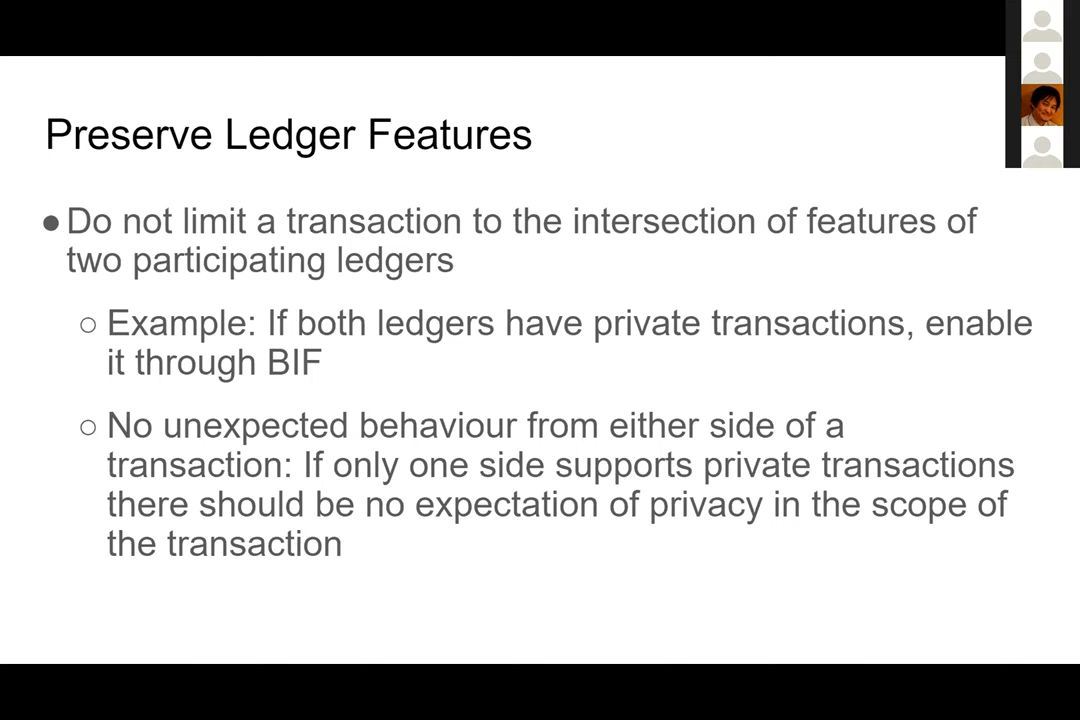 Preserve Ledger Features
●Do not limit a transaction to the intersection of features of
two participating ledgers
○ Example: If both ledgers have private transactions, enable
it through BIF
○ No unexpected behaviour from either side of a
transaction: If only one side supports private transactions
there should be no expectation of privacy in the scope of
the transaction